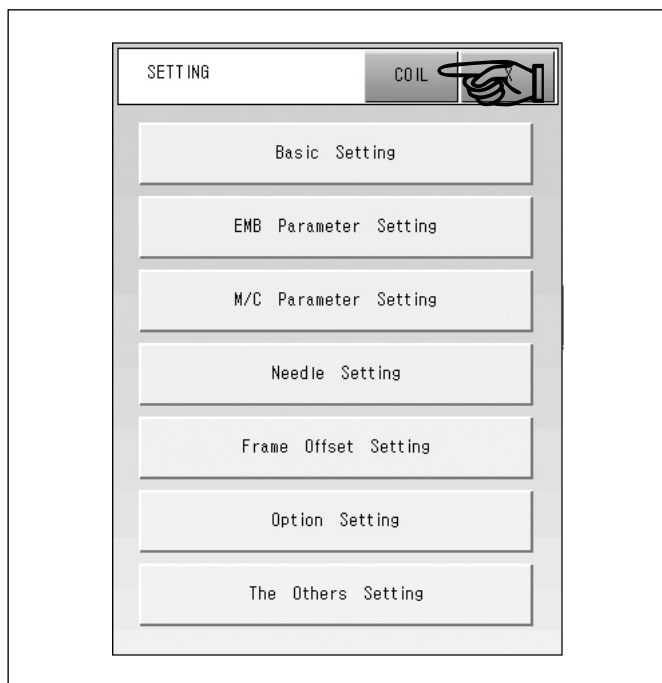 SETTING COIL X
Basic Setting
EMB Parameter Setting
M/C Parameter Setting
Needle Setting
Frame Offset Setting
Option Setting
The Others Setting